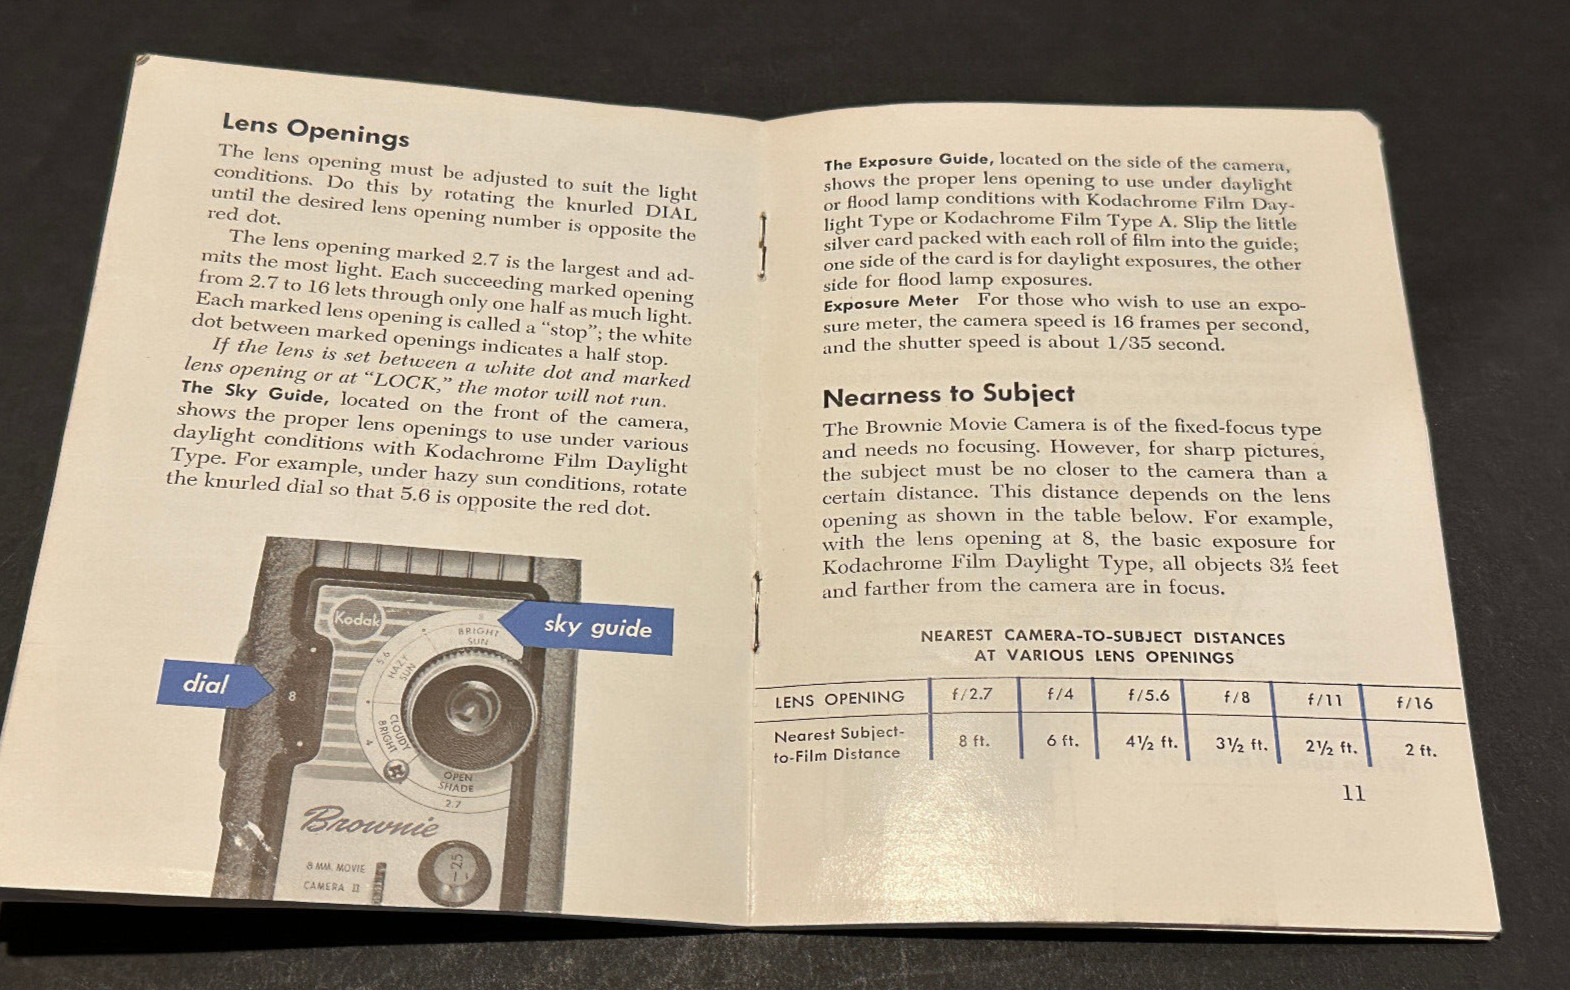 Lens Openings
The lens opening must be adjusted to suit the light
conditions. Do this by rotating the knurled DIAL
until the desired lens opening number is opposite the
red dot.
The lens opening marked 2.7 is the largest and ad-
mits the most light. Each succeeding marked opening
from 2.7 to 16 lets through only one half as much light.
Each marked lens opening is called a "stop"; the white
dot between marked openings indicates a half stop.
If the lens is set between a white dot and marked
lens opening or at "LOCK," the motor will not run.
The Sky Guide, located on the front of the camera,
shows the proper lens openings to use under various
daylight conditions with Kodachrome Film Daylight
Type. For example, under hazy sun conditions, rotate
the knurled dial so that 5.6 is opposite the red dot.
Kodak
8
BRIGHT
SUN
sky guide
5.6
HAZY
SUN
dial
8
4
CLOUDY
BRIGHT
OPEN
SHADE
2.7
Brownie
8 MM. MOVIE
CAMERA II
25
The Exposure Guide, located on the side of the camera,
shows the proper lens opening to use under daylight
or flood lamp conditions with Kodachrome Film Day-
light Type or Kodachrome Film Type A. Slip the little
silver card packed with each roll of film into the guide;
one side of the card is for daylight exposures, the other
side for flood lamp exposures.
Exposure Meter For those who wish to use an expo-
sure meter, the camera speed is 16 frames per second,
and the shutter speed is about 1/35 second.
Nearness to Subject
The Brownie Movie Camera is of the fixed-focus type
and needs no focusing. However, for sharp pictures,
the subject must be no closer to the camera than a
certain distance. This distance depends on the lens
opening as shown in the table below. For example,
with the lens opening at 8, the basic exposure for
Kodachrome Film Daylight Type, all objects 3½ feet
and farther from the camera are in focus.
NEAREST CAMERA-TO-SUBJECT DISTANCES
AT VARIOUS LENS OPENINGS
LENS OPENING f/2.7 f/4 f/5.6 f/8 f/11 f/16
Nearest Subject-
to-Film Distance 8 ft. 6 ft. 4½ ft. 3½ ft. 2½ ft. 2 ft.
11